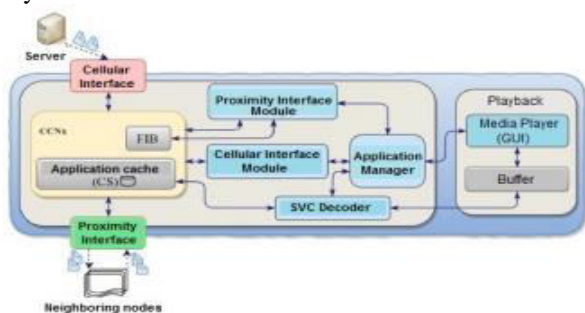 Server
Cellular
Interface
CCNx
FIB
Application cache
(CS)
Proximity Interface
Module
Cellular Interface
Module
Application
Manager
SVC Decoder
Playback
Media Player
(GUI)
Buffer
Proximity
Interface
Neighboring nodes